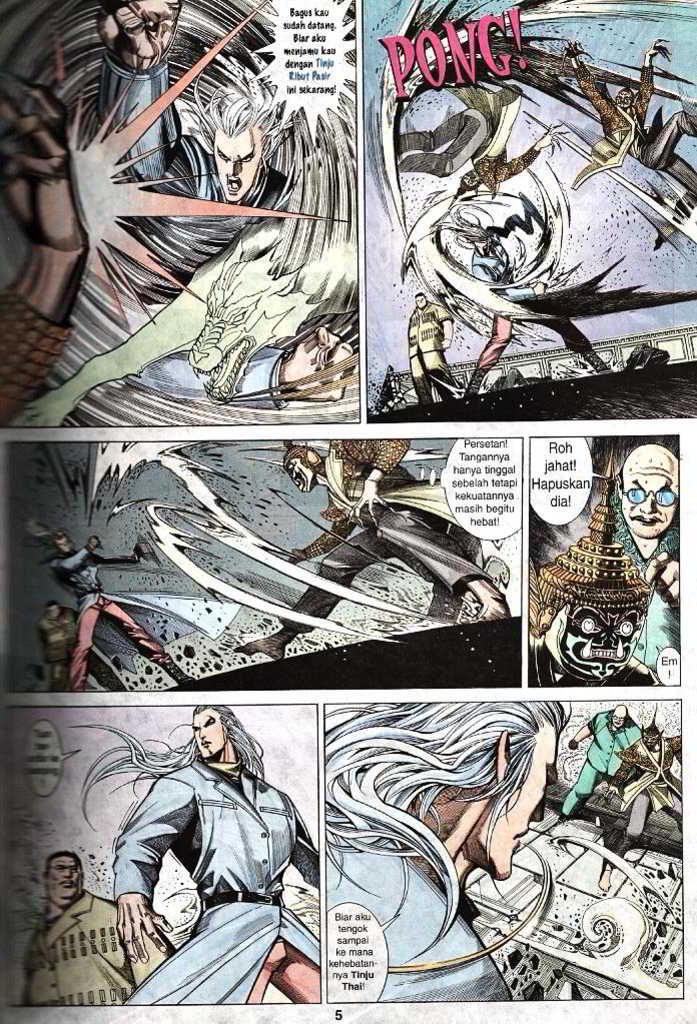 Bagus kau
sudah datang.
Biar aku
menjamu kau
dengan Tinju
Ribut Pasir
ini sekarang!
PONG!
Persetan!
Tangannya
hanya tinggal
sebelah tetapi
kekuatannya
masih begitu
hebat!
Roh
jahat!
Hapuskan
dia!
Em
!
Biar aku
tengok
sampai
ke mana
kehebatan-
nya Tinju
Thai!
5